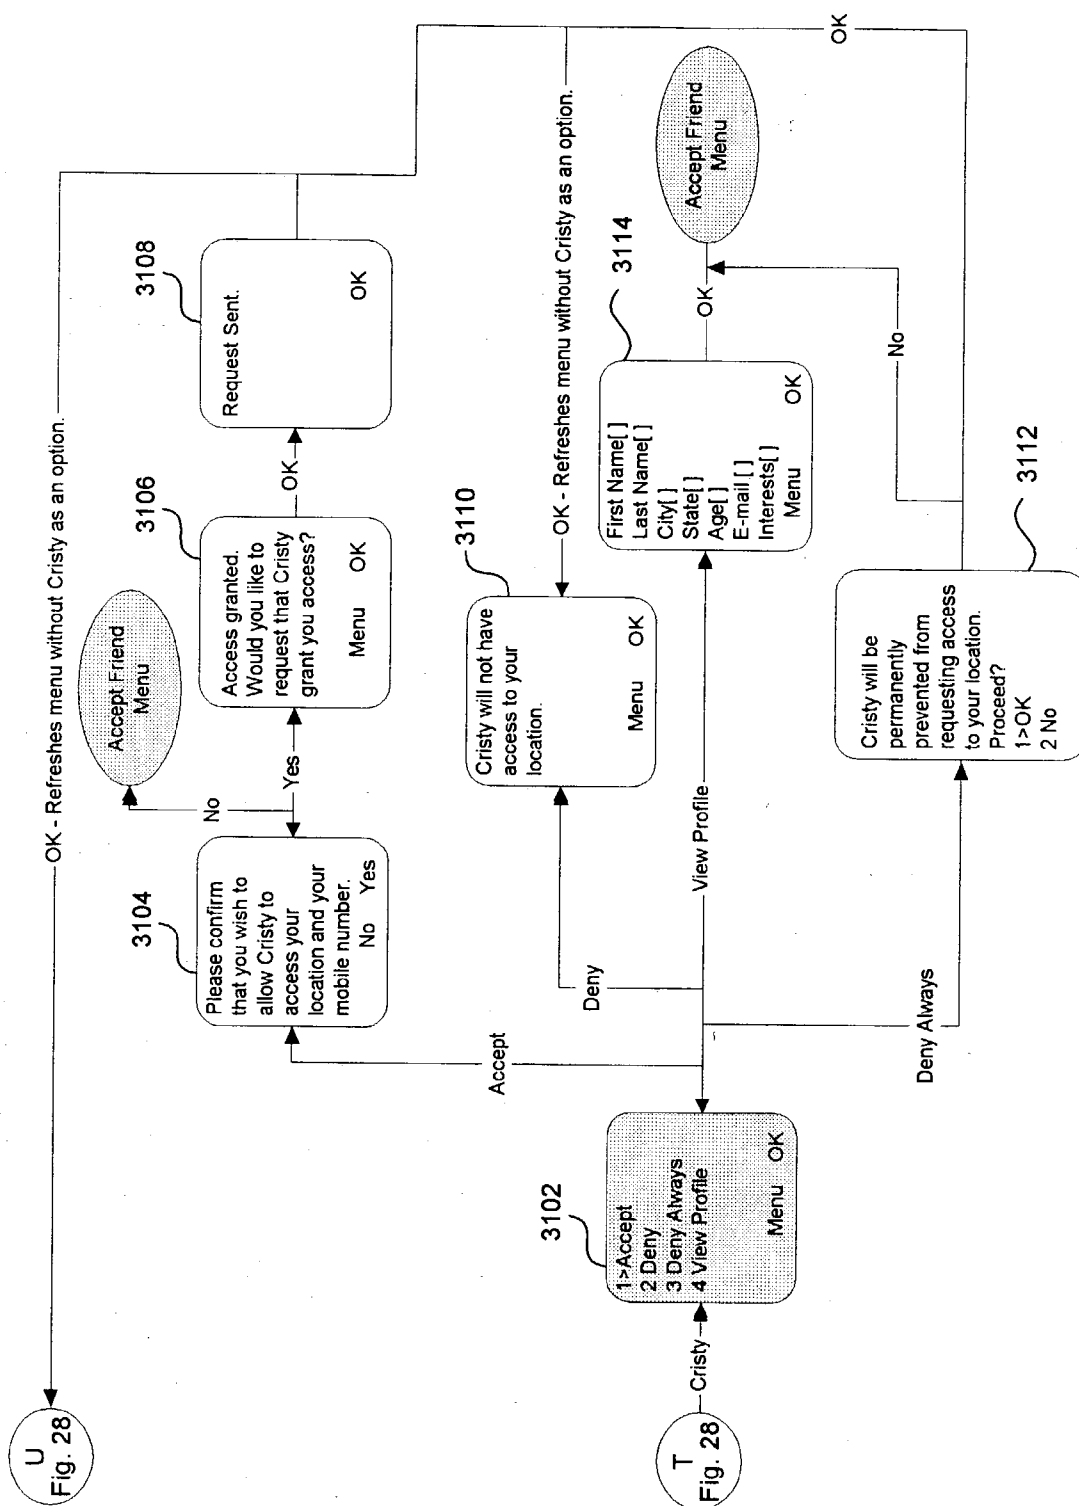 U
Fig. 28
OK - Refreshes menu without Cristy as an option.
Accept Friend
Menu
3104
Please confirm
that you wish to
allow Cristy to
access your
location and your
mobile number.
No Yes
No
Yes
3106
Access granted.
Would you like to
request that Cristy
grant you access?
Menu OK
OK
3108
Request Sent.
OK
Accept
Deny
3110
Cristy will not have
access to your
location.
Menu OK
OK - Refreshes menu without Cristy as an option.
T
Fig. 28
Cristy
3102
1>Accept
2 Deny
3 Deny Always
4 View Profile
Menu OK
View Profile
3114
First Name[ ]
Last Name[ ]
City[ ]
State[ ]
Age[ ]
E-mail [ ]
Interests[ ]
Menu OK
OK
Accept Friend
Menu
Deny Always
Cristy will be
permanently
prevented from
requesting access
to your location.
Proceed?
1>OK
2 No
3112
No
OK